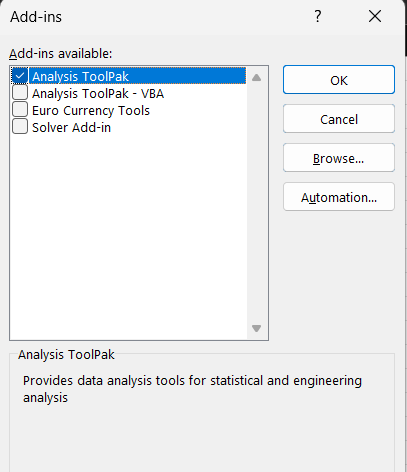 Add-ins
?
Add-ins available:
Analysis ToolPak
Analysis ToolPak - VBA
Euro Currency Tools
Solver Add-in
OK
Cancel
Browse...
Automation...
Analysis ToolPak
Provides data analysis tools for statistical and engineering
analysis